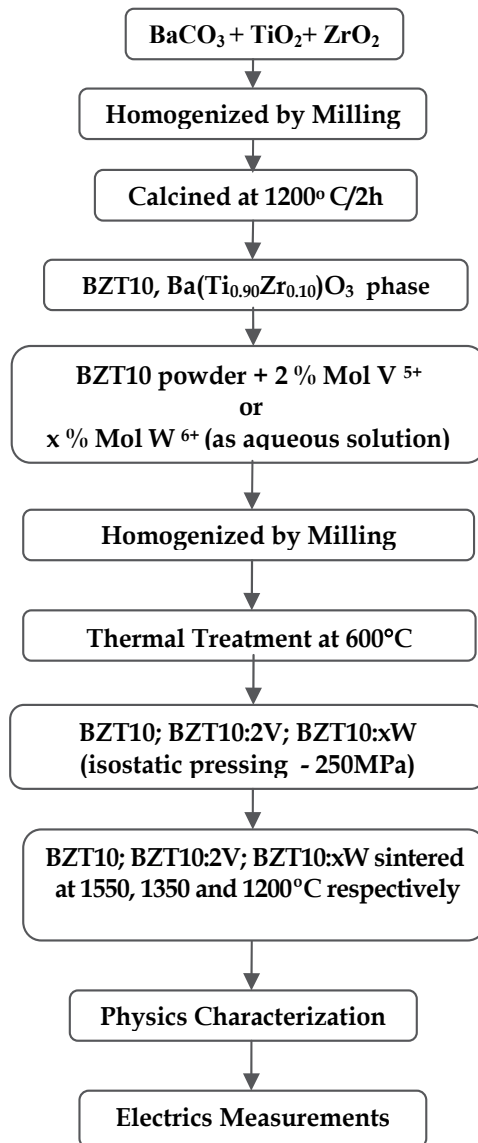 BaCO₃ + TiO₂+ ZrO₂
Homogenized by Milling
Calcined at 1200º C/2h
BZT10, Ba(Ti₀.₉₀Zr₀.₁₀)O₃ phase
BZT10 powder + 2 % Mol V ⁵⁺
or
x % Mol W ⁶⁺ (as aqueous solution)
Homogenized by Milling
Thermal Treatment at 600°C
BZT10; BZT10:2V; BZT10:xW
(isostatic pressing - 250MPa)
BZT10; BZT10:2V; BZT10:xW sintered
at 1550, 1350 and 1200ºC respectively
Physics Characterization
Electrics Measurements